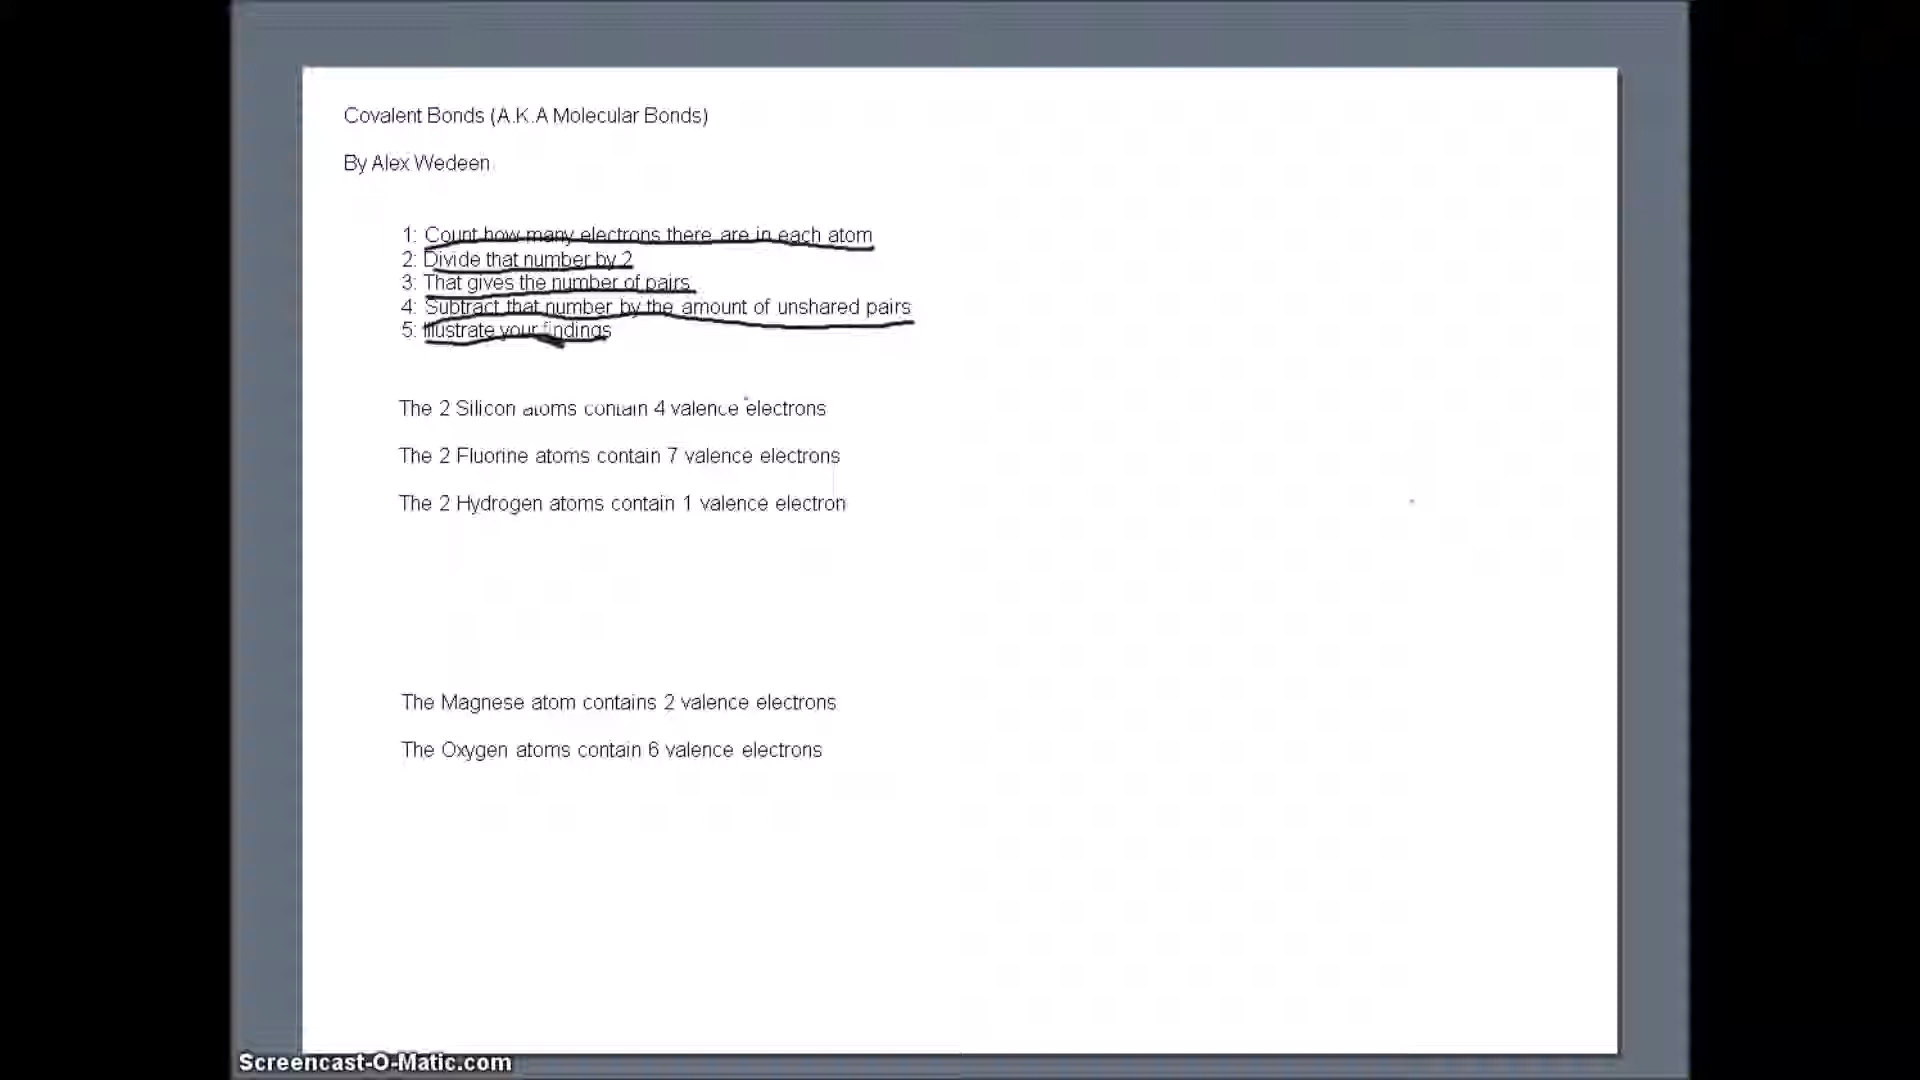 Covalent Bonds (A.K.A Molecular Bonds)
By Alex Wedeen
1: Count how many electrons there are in each atom
2: Divide that number by 2
3: That gives the number of pairs
4: Subtract that number by the amount of unshared pairs
5: Illustrate your findings
The 2 Silicon atoms contain 4 valence electrons
The 2 Fluorine atoms contain 7 valence electrons
The 2 Hydrogen atoms contain 1 valence electron
The Magnese atom contains 2 valence electrons
The Oxygen atoms contain 6 valence electrons
Screencast-O-Matic.com